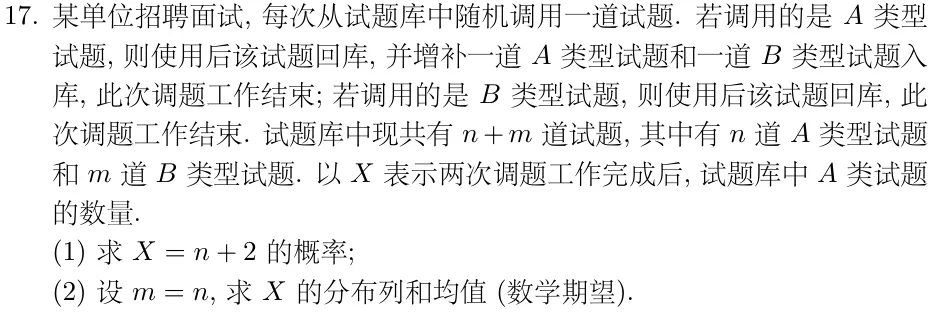 17. 某单位招聘面试, 每次从试题库中随机调用一道试题. 若调用的是 A 类型
试题, 则使用后该试题回库, 并增补一道 A 类型试题和一道 B 类型试题入
库, 此次调题工作结束; 若调用的是 B 类型试题, 则使用后该试题回库, 此
次调题工作结束. 试题库中现共有 n + m 道试题, 其中有 n 道 A 类型试题
和 m 道 B 类型试题. 以 X 表示两次调题工作完成后, 试题库中 A 类试题
的数量.
(1) 求 X = n + 2 的概率;
(2) 设 m = n, 求 X 的分布列和均值 (数学期望).